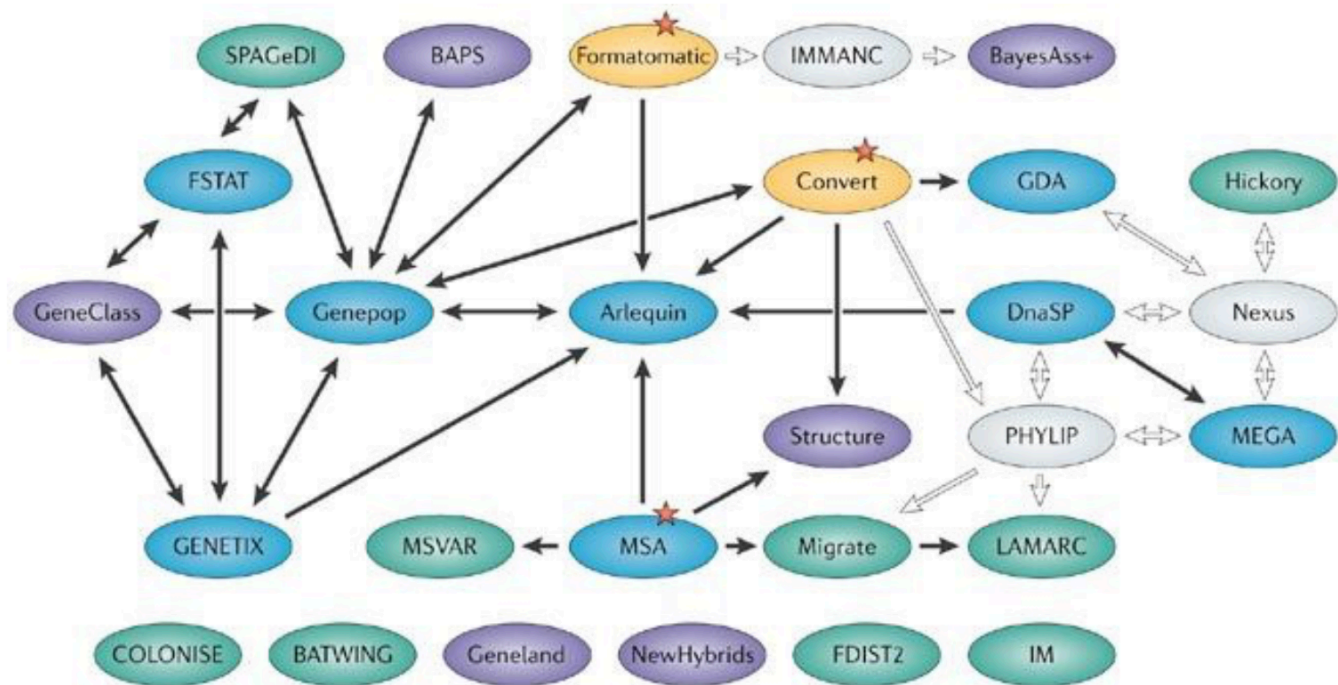 SPAGeDI
BAPS
Formatomatic
IMMANC
BayesAss+
FSTAT
Convert
GDA
Hickory
GeneClass
Genepop
Arlequin
DnaSP
Nexus
Structure
PHYLIP
MEGA
GENETIX
MSVAR
MSA
Migrate
LAMARC
COLONISE
BATWING
Geneland
NewHybrids
FDIST2
IM